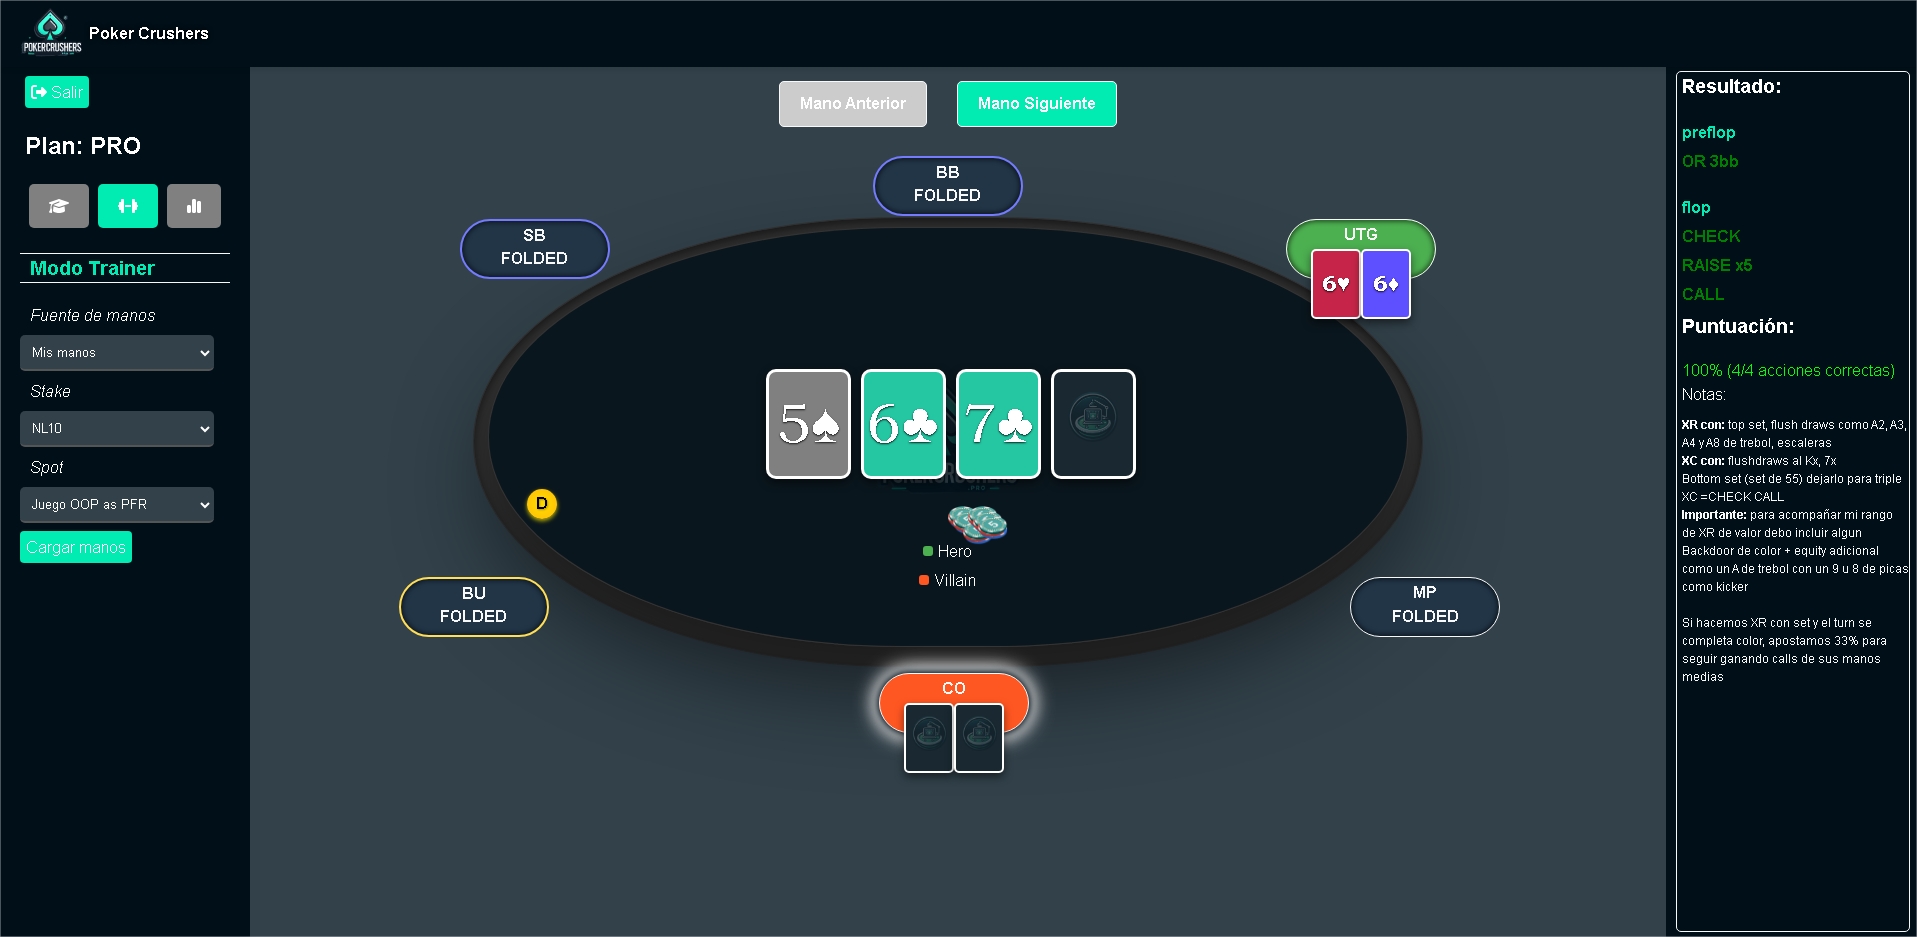 POKERCRUSHERS
Poker Crushers
Salir
Plan: PRO
Modo Trainer
Fuente de manos
Mis manos
Stake
NL10
Spot
Juego OOP as PFR
Cargar manos
Mano Anterior
Mano Siguiente
BB
FOLDED
SB
FOLDED
UTG
6♥ 6♦
5♠ 6♣ 7♣
D
Hero
Villain
BU
FOLDED
MP
FOLDED
CO
Resultado:
preflop
OR 3bb
flop
CHECK
RAISE x5
CALL
Puntuación:
100% (4/4 acciones correctas)
Notas:
XR con: top set, flush draws como A2, A3,
A4 y A8 de trebol, escaleras
XC con: flushdraws al Kx, 7x
Bottom set (set de 55) dejarlo para triple
XC =CHECK CALL
Importante: para acompañar mi rango
de XR de valor debo incluir algun
Backdoor de color + equity adicional
como un A de trebol con un 9 u 8 de picas
como kicker
Si hacemos XR con set y el turn se
completa color, apostamos 33% para
seguir ganando calls de sus manos
medias